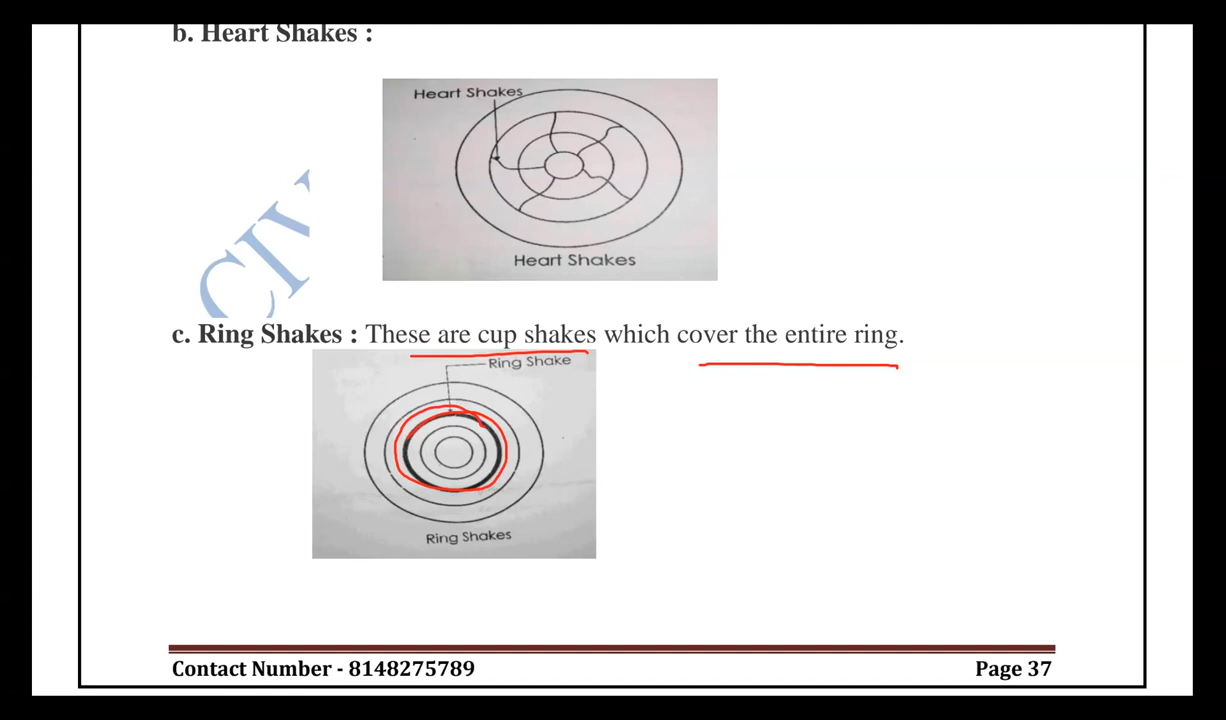 b. Heart Shakes :
Heart Shakes
Heart Shakes
CIV
c. Ring Shakes : These are cup shakes which cover the entire ring.
Ring Shake
Ring Shakes
Contact Number - 8148275789
Page 37